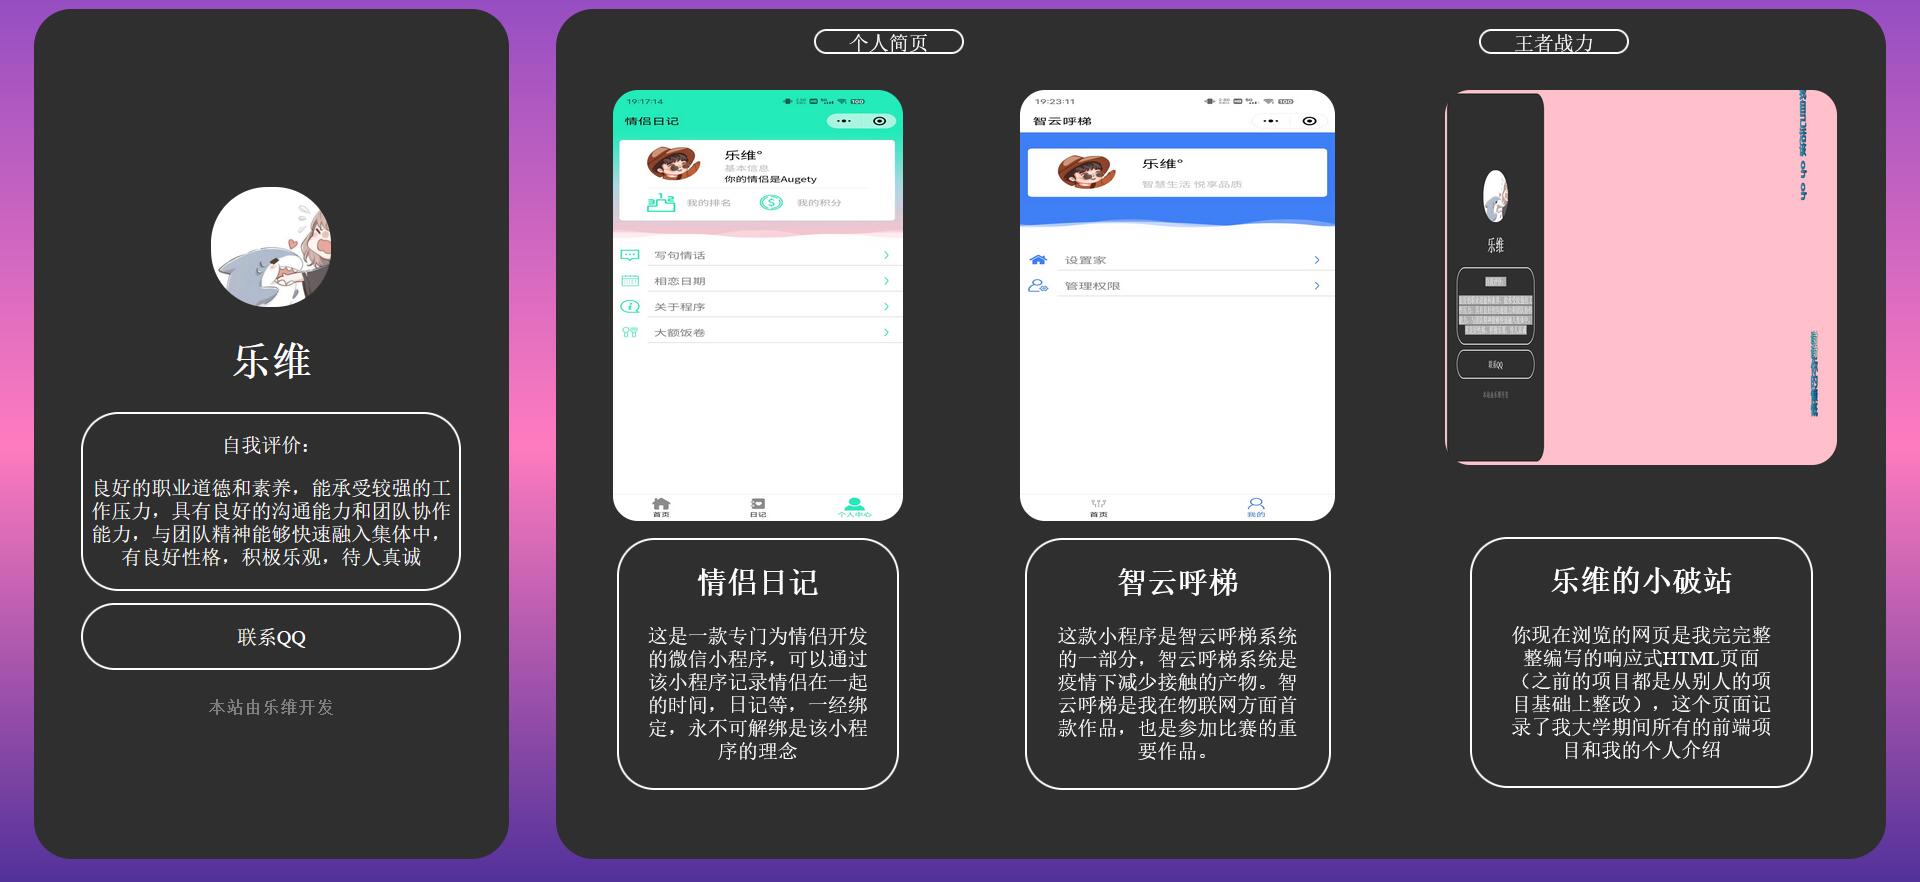 乐维
自我评价:
良好的职业道德和素养，能承受较强的工
作压力，具有良好的沟通能力和团队协作
能力，与团队精神能够快速融入集体中，
有良好性格，积极乐观，待人真诚
联系QQ
本站由乐维开发
个人简页
王者战力
19:17:14
100
情侣日记
乐维°
基本信息
你的情侣是Augety
我的排名
我的积分
写句情话
相恋日期
关于程序
大额饭卷
首页
日记
个人中心
情侣日记
这是一款专门为情侣开发
的微信小程序，可以通过
该小程序记录情侣在一起
的时间，日记等，一经绑
定，永不可解绑是该小程
序的理念
19:23:11
100
智云呼梯
乐维°
智慧生活 悦享品质
设置家
管理权限
首页
我的
智云呼梯
这款小程序是智云呼梯系统
的一部分，智云呼梯系统是
疫情下减少接触的产物。智
云呼梯是我在物联网方面首
款作品，也是参加比赛的重
要作品。
乐维
联系QQ
本站由乐维开发
乐维的小破站
你现在浏览的网页是我完完整
整编写的响应式HTML页面
（之前的项目都是从别人的项
目基础上整改），这个页面记
录了我大学期间所有的前端项
目和我的个人介绍